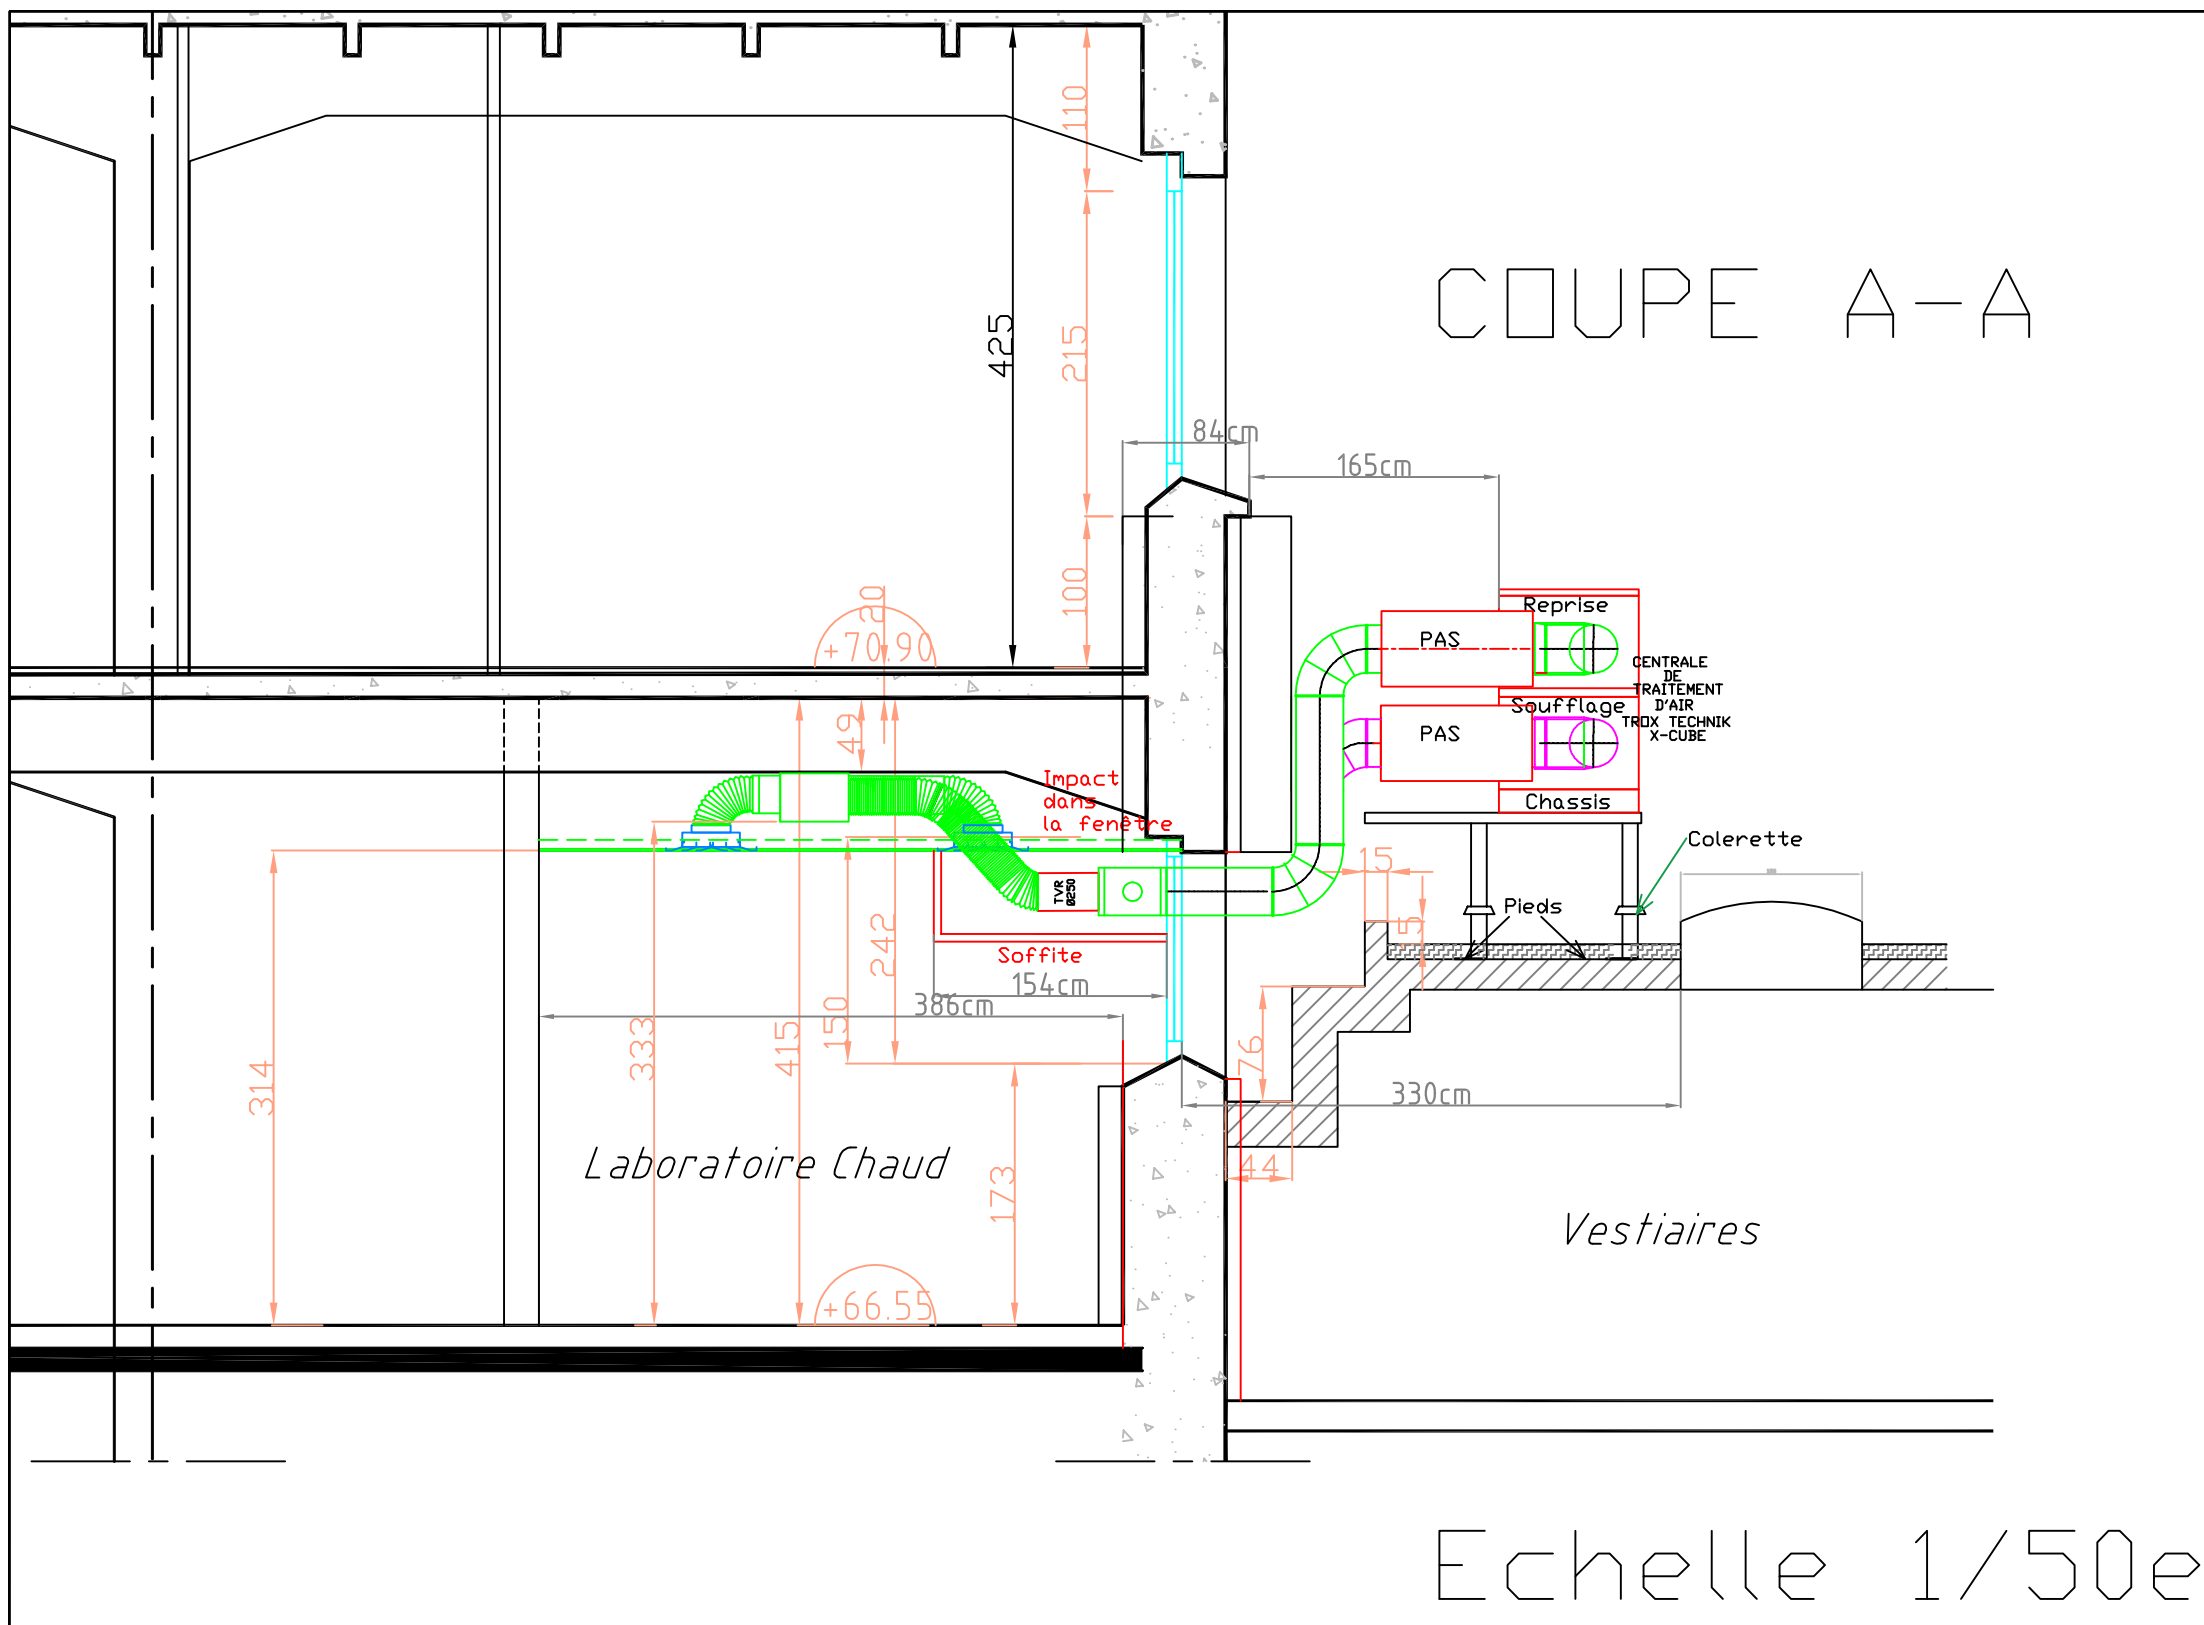 COUPE A-A
110
425
215
84cm
165cm
100
20
+70.90
Reprise
PAS
CENTRALE
DE
TRAITEMENT
D'AIR
TROX TECHNIK
X-CUBE
Soufflage
PAS
49
Impact
dans
la fenêtre
Chassis
Colerette
15
TVR
Ø250
Pieds
242
Soffite
154cm
386cm
333
415
150
314
76
330cm
Laboratoire Chaud
173
44
Vestiaires
+66.55
Echelle 1/50e